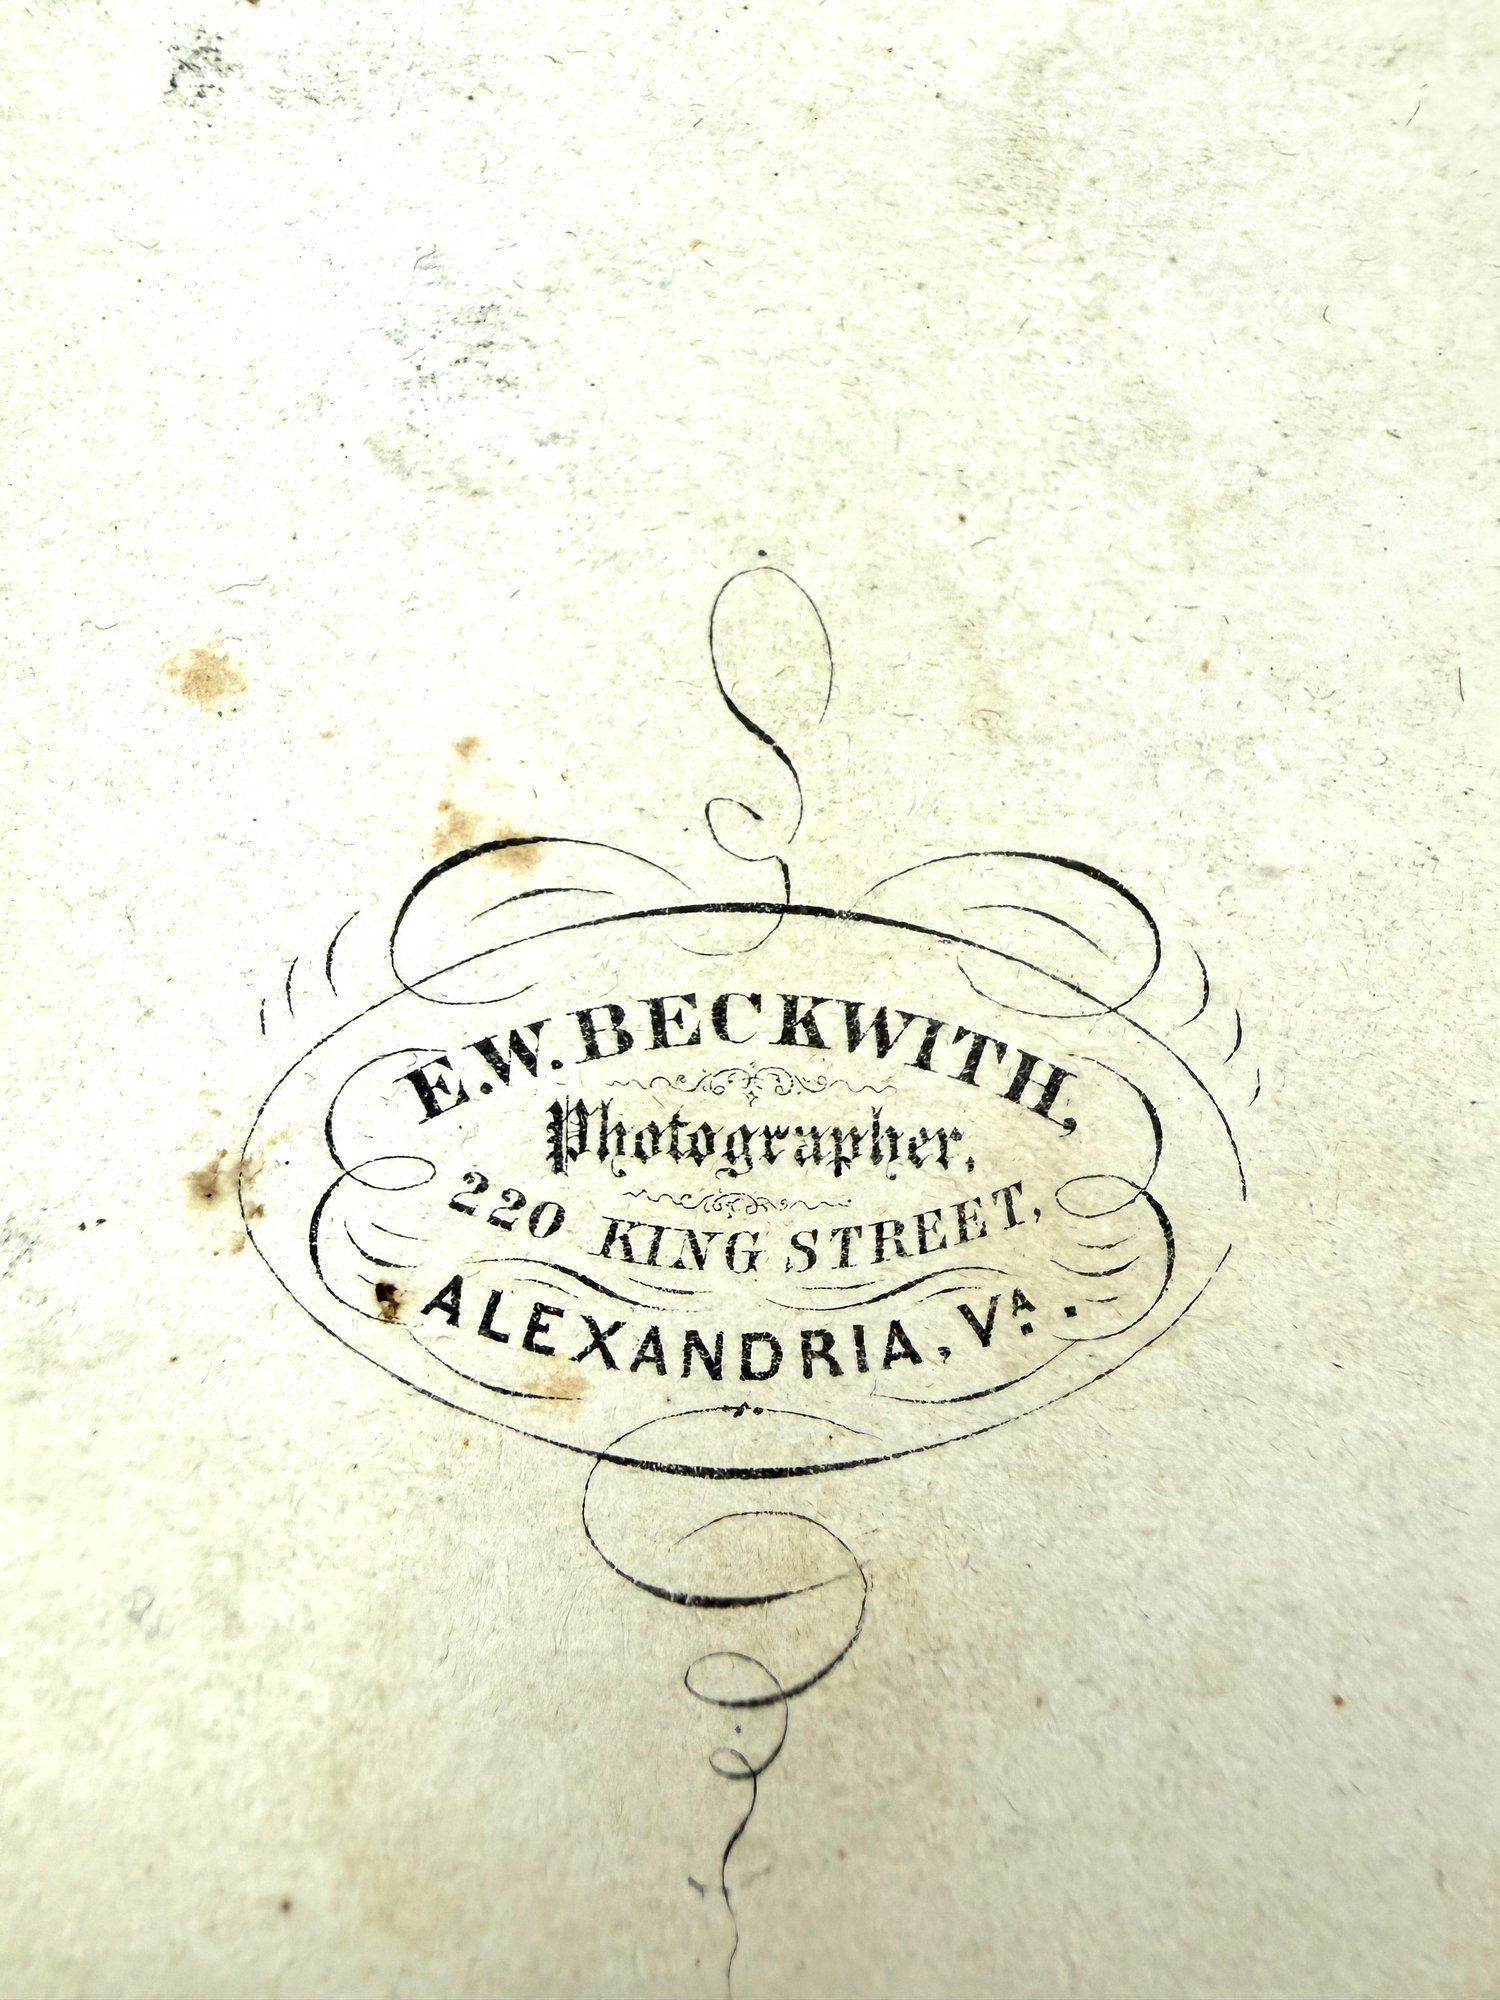 E.W. BECKWITH,
Photographer,
220 KING STREET,
ALEXANDRIA, VA.